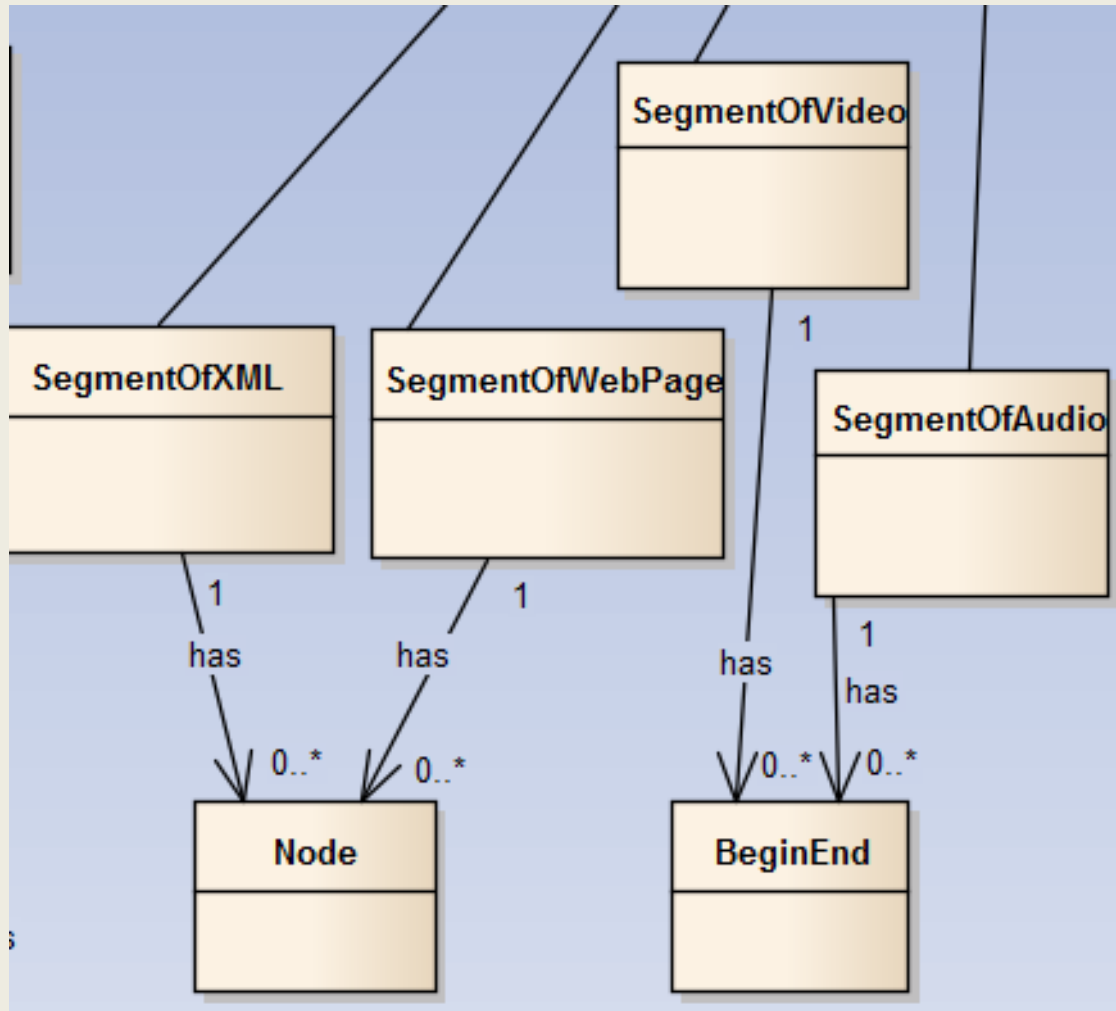 SegmentOfVideo
1
SegmentOfXML
SegmentOfWebPage
SegmentOfAudio
1
1
1
has
has
has
has
0..*
0..*
0..*
0..*
Node
BeginEnd
s